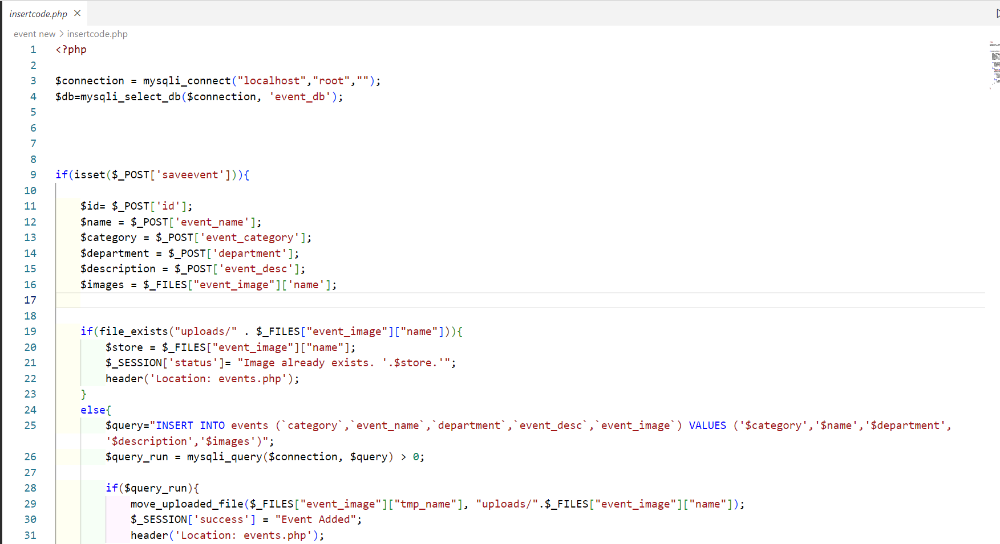 insertcode.php
event new > insertcode.php
1 <?php
2
3 $connection = mysqli_connect("localhost","root","");
4 $db=mysqli_select_db($connection, 'event_db');
5
6
7
8
9 if(isset($_POST['saveevent'])){
10
11 $id= $_POST['id'];
12 $name = $_POST['event_name'];
13 $category = $_POST['event_category'];
14 $department = $_POST['department'];
15 $description = $_POST['event_desc'];
16 $images = $_FILES["event_image"]['name'];
17
18
19 if(file_exists("uploads/" . $_FILES["event_image"]["name"])){
20 $store = $_FILES["event_image"]["name"];
21 $_SESSION['status']= "Image already exists. '.$store.'";
22 header('Location: events.php');
23 }
24 else{
25 $query="INSERT INTO events (`category`,`event_name`,`department`,`event_desc`,`event_image`) VALUES ('$category','$name','$department',
'$description','$images')";
26 $query_run = mysqli_query($connection, $query) > 0;
27
28 if($query_run){
29 move_uploaded_file($_FILES["event_image"]["tmp_name"], "uploads/".$_FILES["event_image"]["name"]);
30 $_SESSION['success'] = "Event Added";
31 header('Location: events.php');